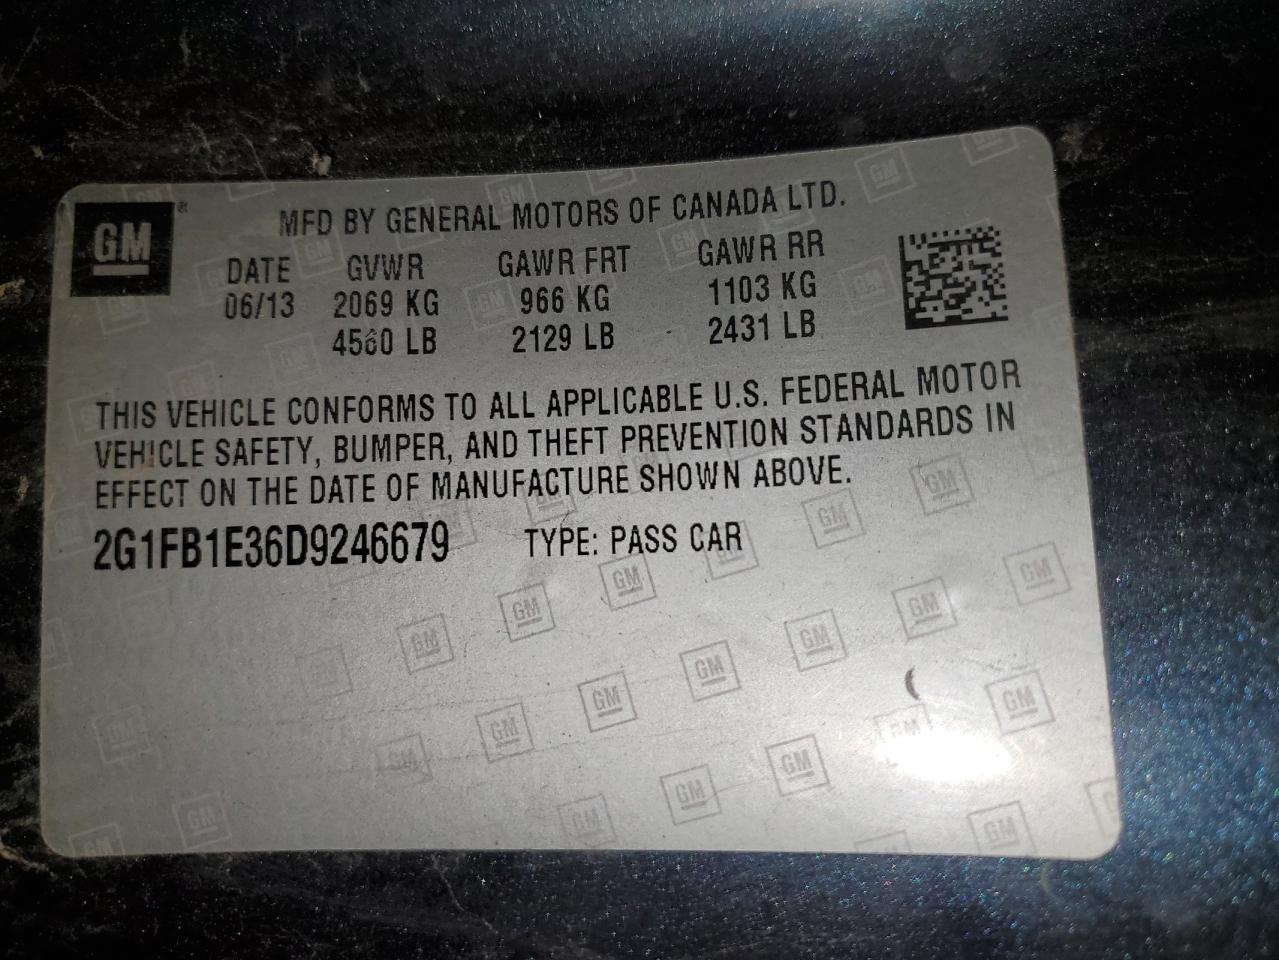 GM®
MFD BY GENERAL MOTORS OF CANADA LTD.
DATE GVWR GAWR FRT GAWR RR
06/13 2069 KG 966 KG 1103 KG
4560 LB 2129 LB 2431 LB
THIS VEHICLE CONFORMS TO ALL APPLICABLE U.S. FEDERAL MOTOR
VEHICLE SAFETY, BUMPER, AND THEFT PREVENTION STANDARDS IN
EFFECT ON THE DATE OF MANUFACTURE SHOWN ABOVE.
2G1FB1E36D9246679 TYPE: PASS CAR